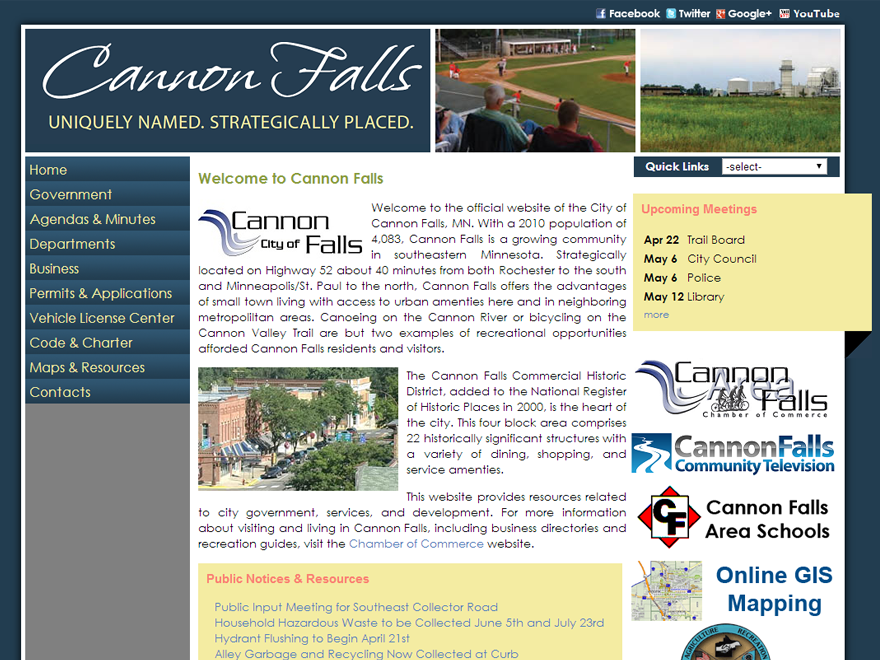 Facebook Twitter Google+ YouTube
Cannon Falls
UNIQUELY NAMED. STRATEGICALLY PLACED.
Home
Government
Agendas & Minutes
Departments
Business
Permits & Applications
Vehicle License Center
Code & Charter
Maps & Resources
Contacts
Welcome to Cannon Falls
Cannon
City of Falls
Welcome to the official website of the City of
Cannon Falls, MN. With a 2010 population of
4,083, Cannon Falls is a growing community
in southeastern Minnesota. Strategically
located on Highway 52 about 40 minutes from both Rochester to the south
and Minneapolis/St. Paul to the north, Cannon Falls offers the advantages
of small town living with access to urban amenties here and in neighboring
metropolitan areas. Canoeing on the Cannon River or bicycling on the
Cannon Valley Trail are but two examples of recreational opportunities
afforded Cannon Falls residents and visitors.
The Cannon Falls Commercial Historic
District, added to the National Register
of Historic Places in 2000, is the heart of
the city. This four block area comprises
22 historically significant structures with
a variety of dining, shopping, and
service amenties.
This website provides resources related
to city government, services, and development. For more information
about visiting and living in Cannon Falls, including business directories and
recreation guides, visit the Chamber of Commerce website.
Public Notices & Resources
Public Input Meeting for Southeast Collector Road
Household Hazardous Waste to be Collected June 5th and July 23rd
Hydrant Flushing to Begin April 21st
Alley Garbage and Recycling Now Collected at Curb
Quick Links -select-
Upcoming Meetings
Apr 22 Trail Board
May 6 City Council
May 6 Police
May 12 Library
more
Cannon
Area
Falls
Chamber of Commerce
CannonFalls
Community Television
CF
Cannon Falls
Area Schools
Online GIS
Mapping
AGRICULTURE RECREATION